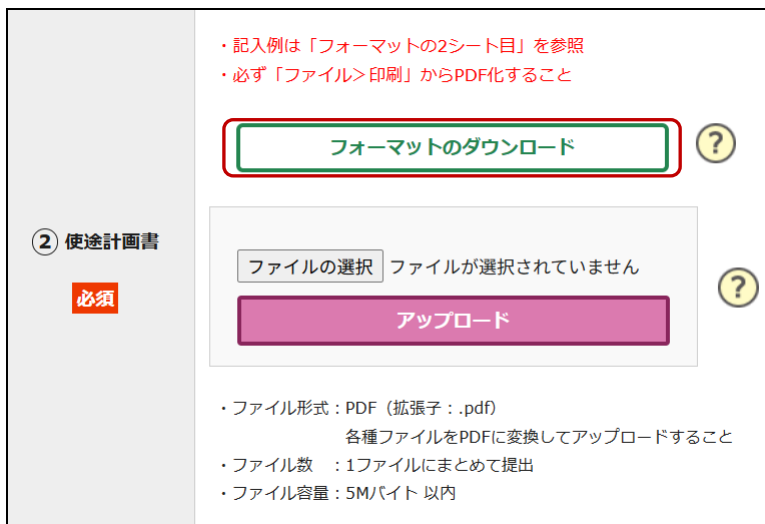 ・記入例は「フォーマットの2シート目」を参照
・必ず「ファイル＞印刷」からPDF化すること
フォーマットのダウンロード
?
② 使途計画書
必須
ファイルの選択 ファイルが選択されていません
?
アップロード
・ファイル形式：PDF（拡張子：.pdf）
各種ファイルをPDFに変換してアップロードすること
・ファイル数　：1ファイルにまとめて提出
・ファイル容量：5Mバイト 以内